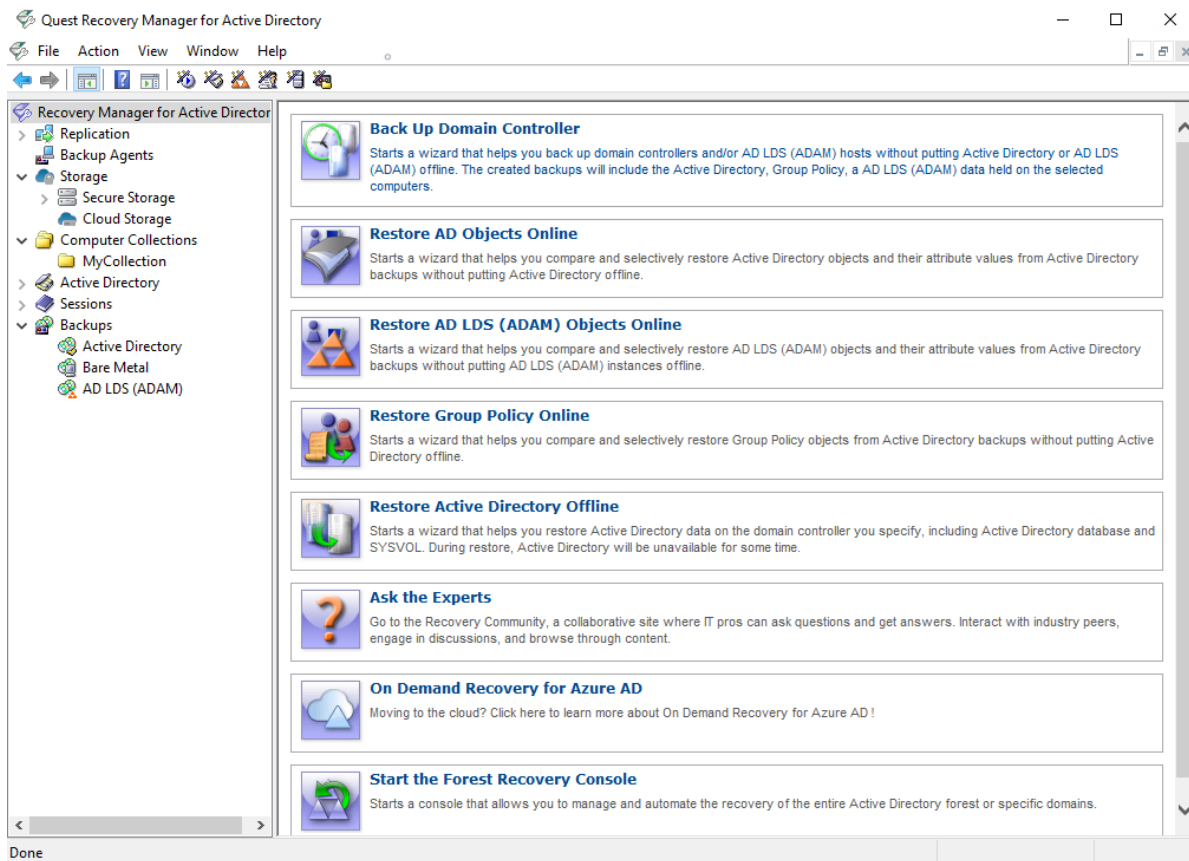 Quest Recovery Manager for Active Directory
File Action View Window Help
Recovery Manager for Active Director
Replication
Backup Agents
Storage
Secure Storage
Cloud Storage
Computer Collections
MyCollection
Active Directory
Sessions
Backups
Active Directory
Bare Metal
AD LDS (ADAM)
Back Up Domain Controller
Starts a wizard that helps you back up domain controllers and/or AD LDS (ADAM) hosts without putting Active Directory or AD LDS
(ADAM) offline. The created backups will include the Active Directory, Group Policy, a AD LDS (ADAM) data held on the selected
computers.
Restore AD Objects Online
Starts a wizard that helps you compare and selectively restore Active Directory objects and their attribute values from Active Directory
backups without putting Active Directory offline.
Restore AD LDS (ADAM) Objects Online
Starts a wizard that helps you compare and selectively restore AD LDS (ADAM) objects and their attribute values from Active Directory
backups without putting AD LDS (ADAM) instances offline.
Restore Group Policy Online
Starts a wizard that helps you compare and selectively restore Group Policy objects from Active Directory backups without putting Active
Directory offline.
Restore Active Directory Offline
Starts a wizard that helps you restore Active Directory data on the domain controller you specify, including Active Directory database and
SYSVOL. During restore, Active Directory will be unavailable for some time.
Ask the Experts
Go to the Recovery Community, a collaborative site where IT pros can ask questions and get answers. Interact with industry peers,
engage in discussions, and browse through content.
On Demand Recovery for Azure AD
Moving to the cloud? Click here to learn more about On Demand Recovery for Azure AD !
Start the Forest Recovery Console
Starts a console that allows you to manage and automate the recovery of the entire Active Directory forest or specific domains.
Done